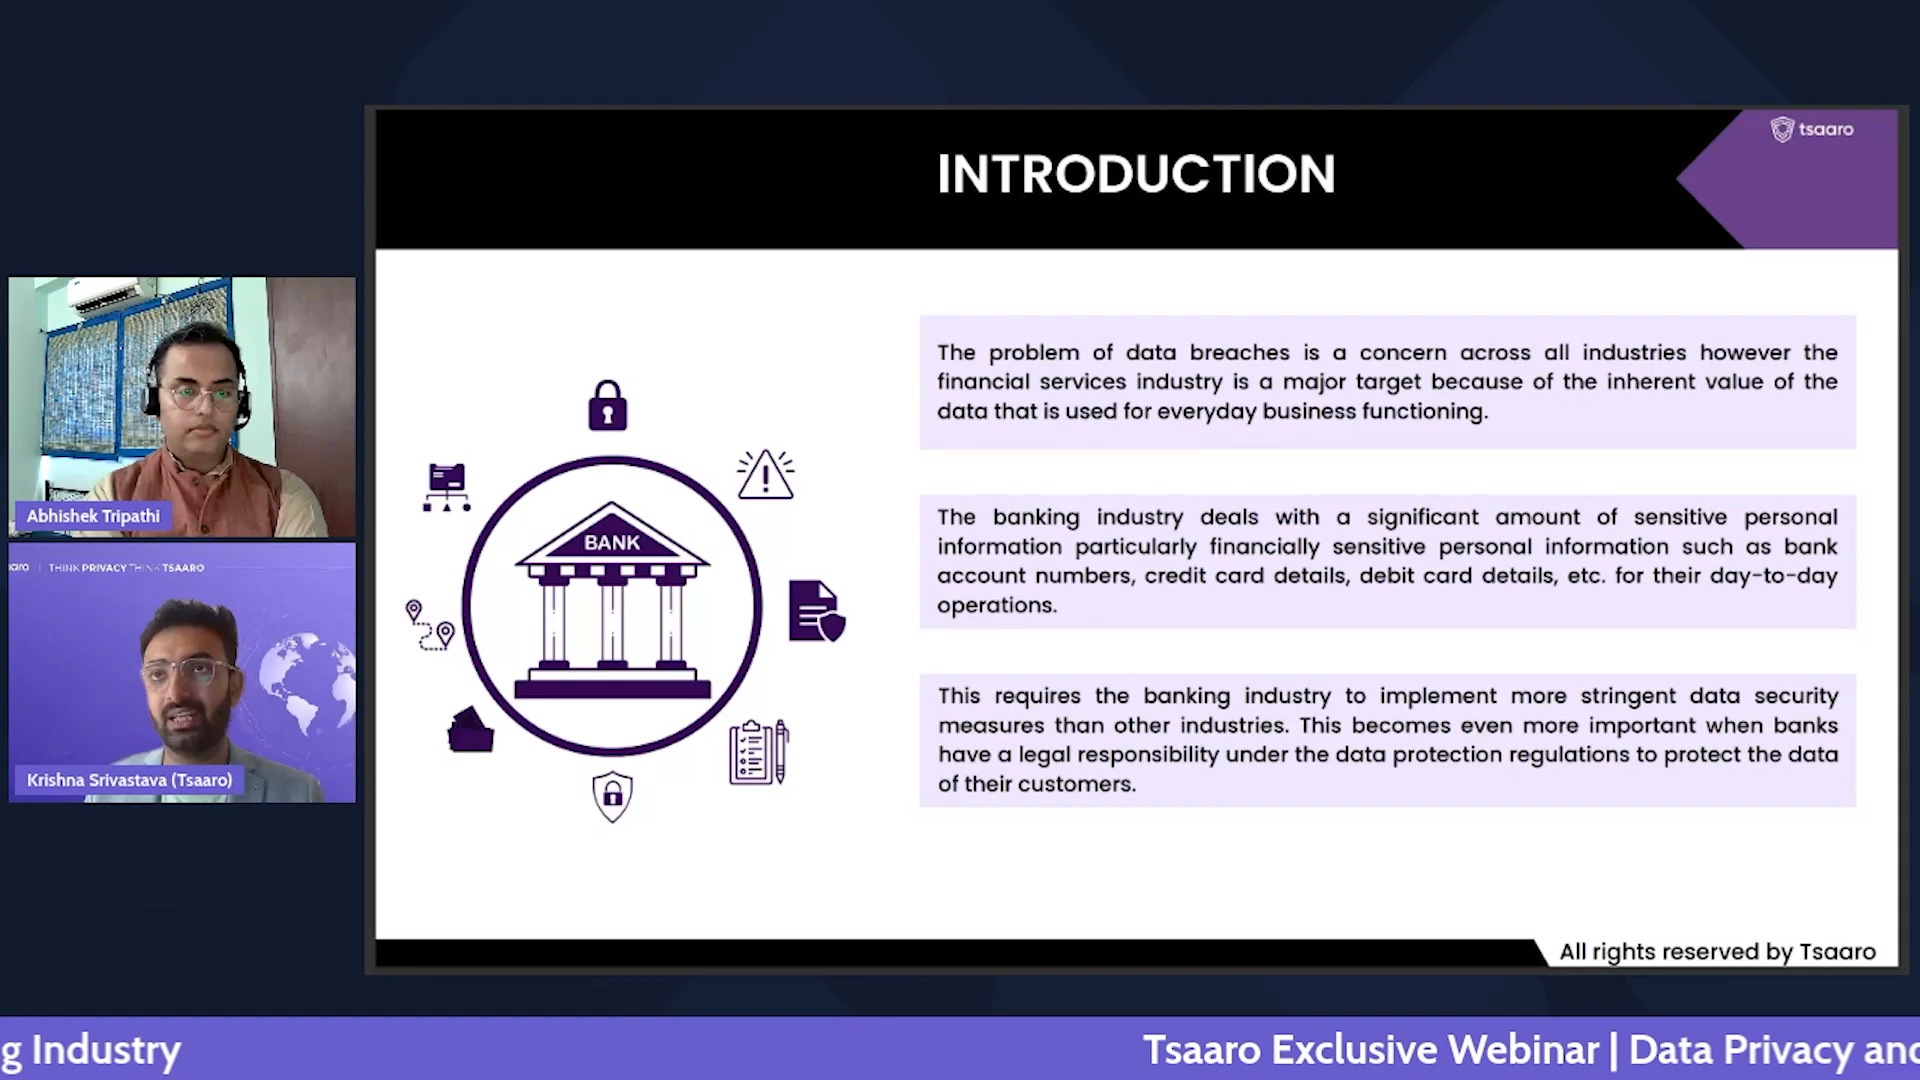 tsaaro
INTRODUCTION
The problem of data breaches is a concern across all industries however the
financial services industry is a major target because of the inherent value of the
data that is used for everyday business functioning.
BANK
The banking industry deals with a significant amount of sensitive personal
information particularly financially sensitive personal information such as bank
account numbers, credit card details, debit card details, etc. for their day-to-day
operations.
This requires the banking industry to implement more stringent data security
measures than other industries. This becomes even more important when banks
have a legal responsibility under the data protection regulations to protect the data
of their customers.
Abhishek Tripathi
aro | THINK PRIVACY THINK TSAARO
Krishna Srivastava (Tsaaro)
All rights reserved by Tsaaro
g Industry
Tsaaro Exclusive Webinar | Data Privacy and